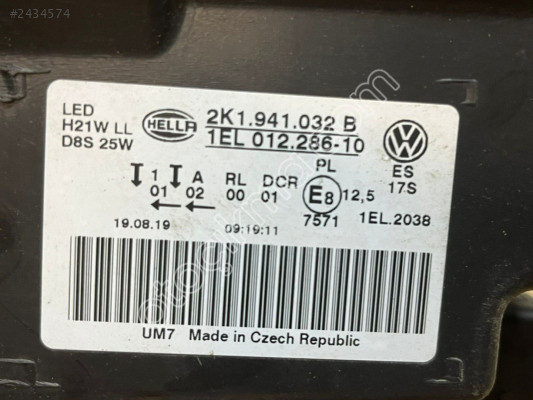 #2434574
LED
H21W LL
D8S 25W
HELLA
2K1.941.032 B
1EL 012.286-10
VW
PL
ES
17S
1 A RL DCR
01 02 00 01
E8 12,5
7571 1EL.2038
19.08.19 09:19:11
UM7 Made in Czech Republic